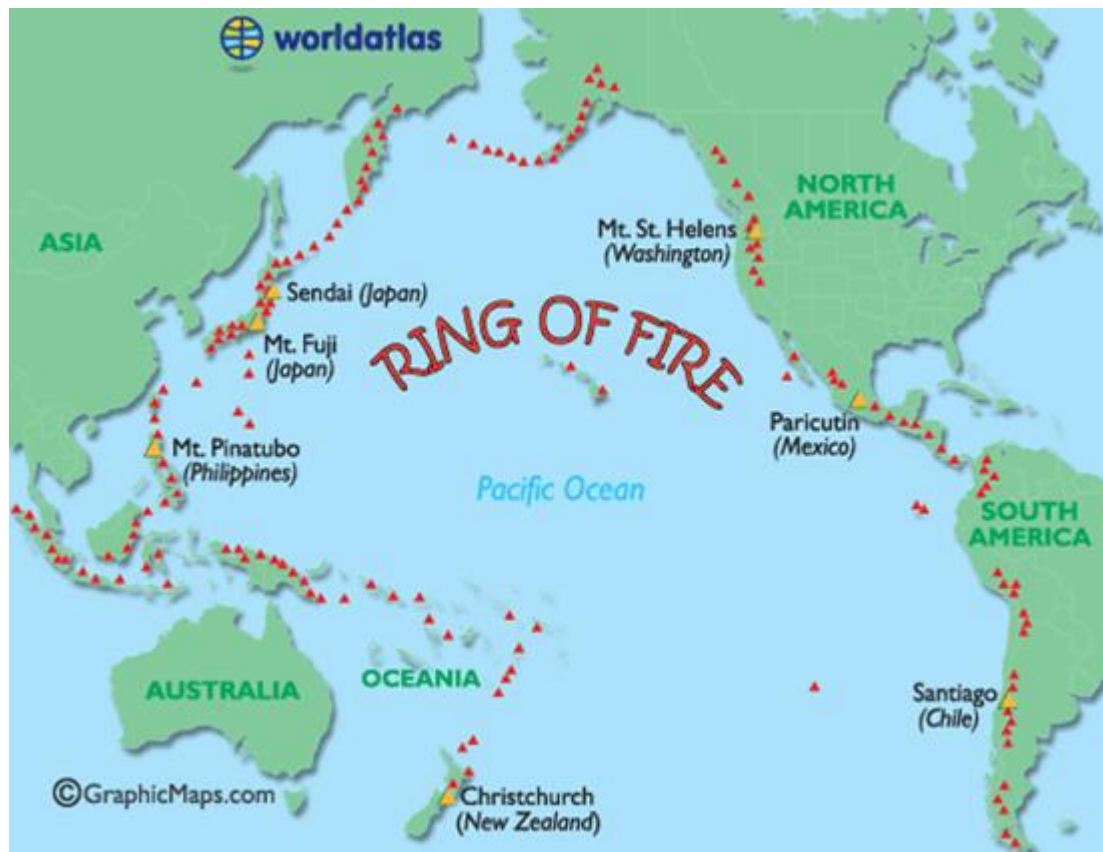 worldatlas
NORTH
AMERICA
ASIA
Mt. St. Helens
(Washington)
Sendai (Japan)
RING OF FIRE
Mt. Fuji
(Japan)
Paricutin
(Mexico)
Mt. Pinatubo
(Philippines)
Pacific Ocean
SOUTH
AMERICA
OCEANIA
AUSTRALIA
Santiago
(Chile)
©GraphicMaps.com
Christchurch
(New Zealand)